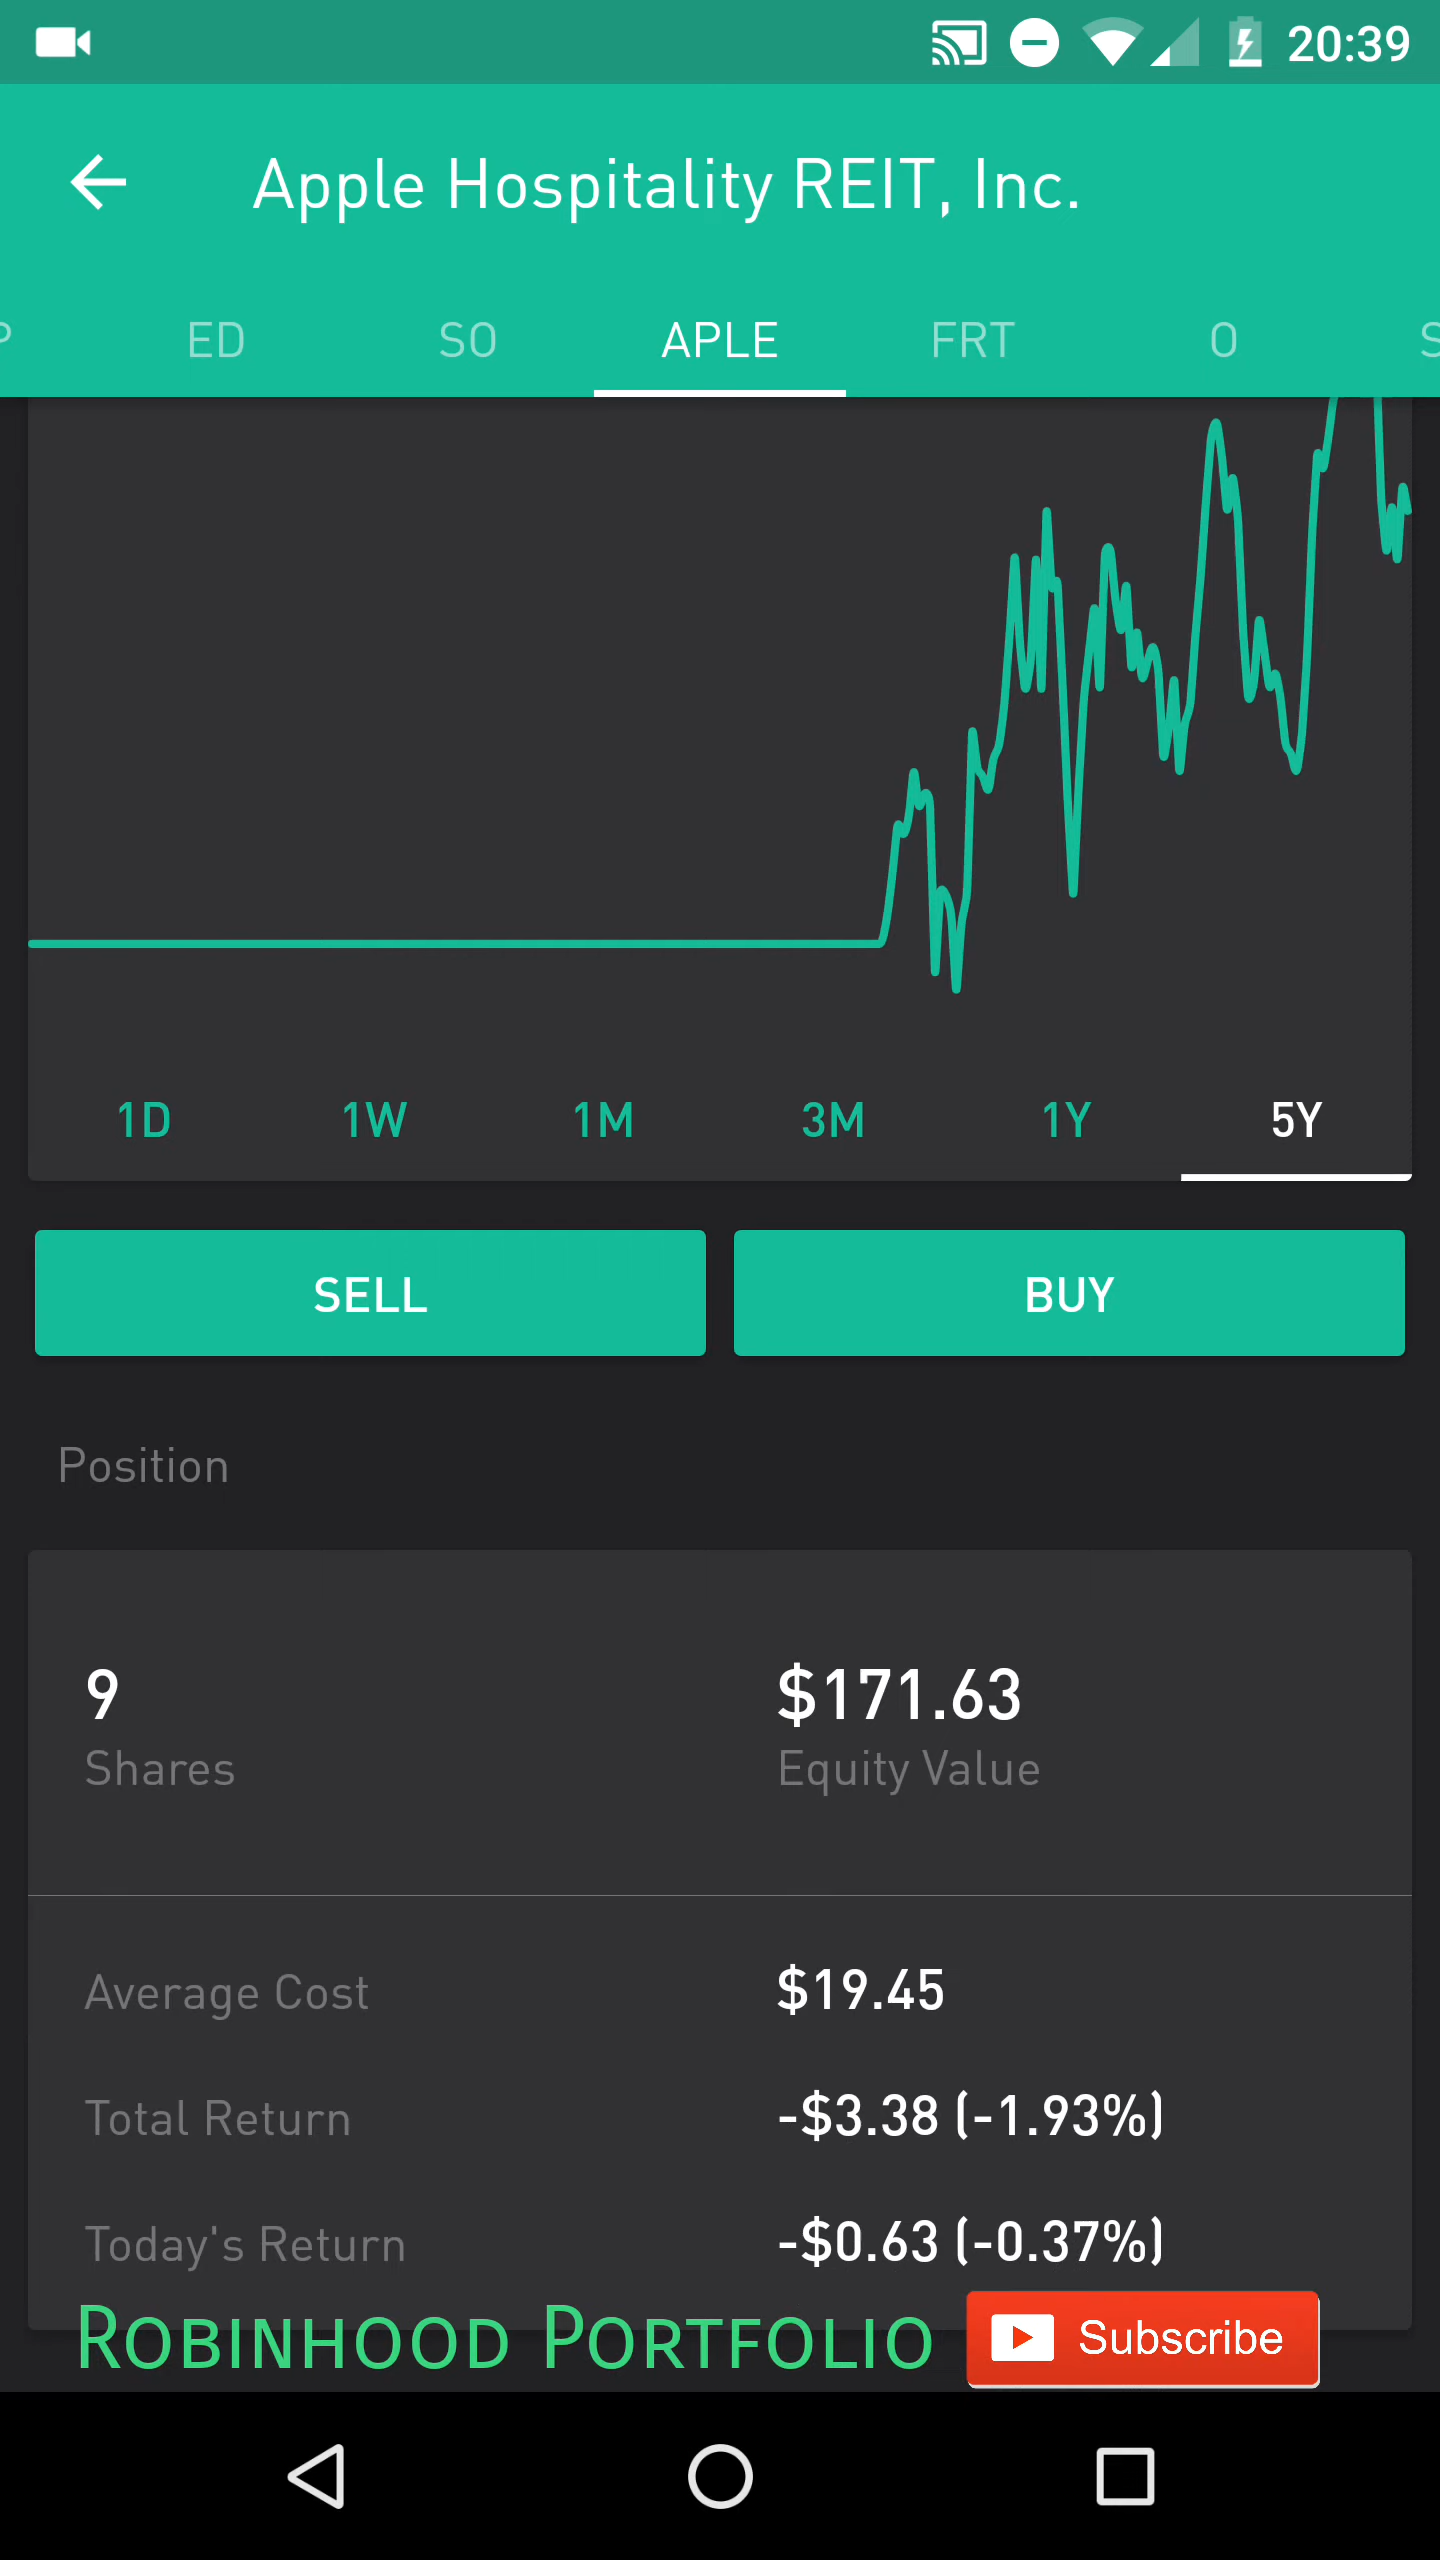 20:39
Apple Hospitality REIT, Inc.
P ED SO APLE FRT O S
1D 1W 1M 3M 1Y 5Y
SELL BUY
Position
9 $171.63
Shares Equity Value
Average Cost $19.45
Total Return -$3.38 (-1.93%)
Today's Return -$0.63 (-0.37%)
ROBINHOOD PORTFOLIO Subscribe